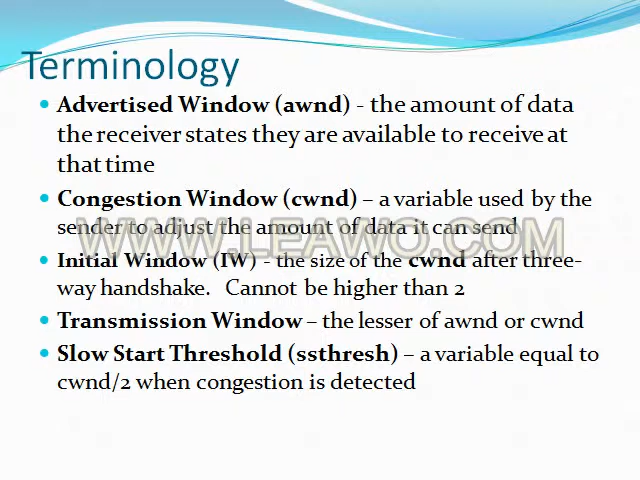 Terminology
Advertised Window (awnd) - the amount of data
the receiver states they are available to receive at
that time
Congestion Window (cwnd) – a variable used by the
sender to adjust the amount of data it can send
WWW.LEAWO.COM
Initial Window (IW) - the size of the cwnd after three-
way handshake. Cannot be higher than 2
Transmission Window – the lesser of awnd or cwnd
Slow Start Threshold (ssthresh) – a variable equal to
cwnd/2 when congestion is detected